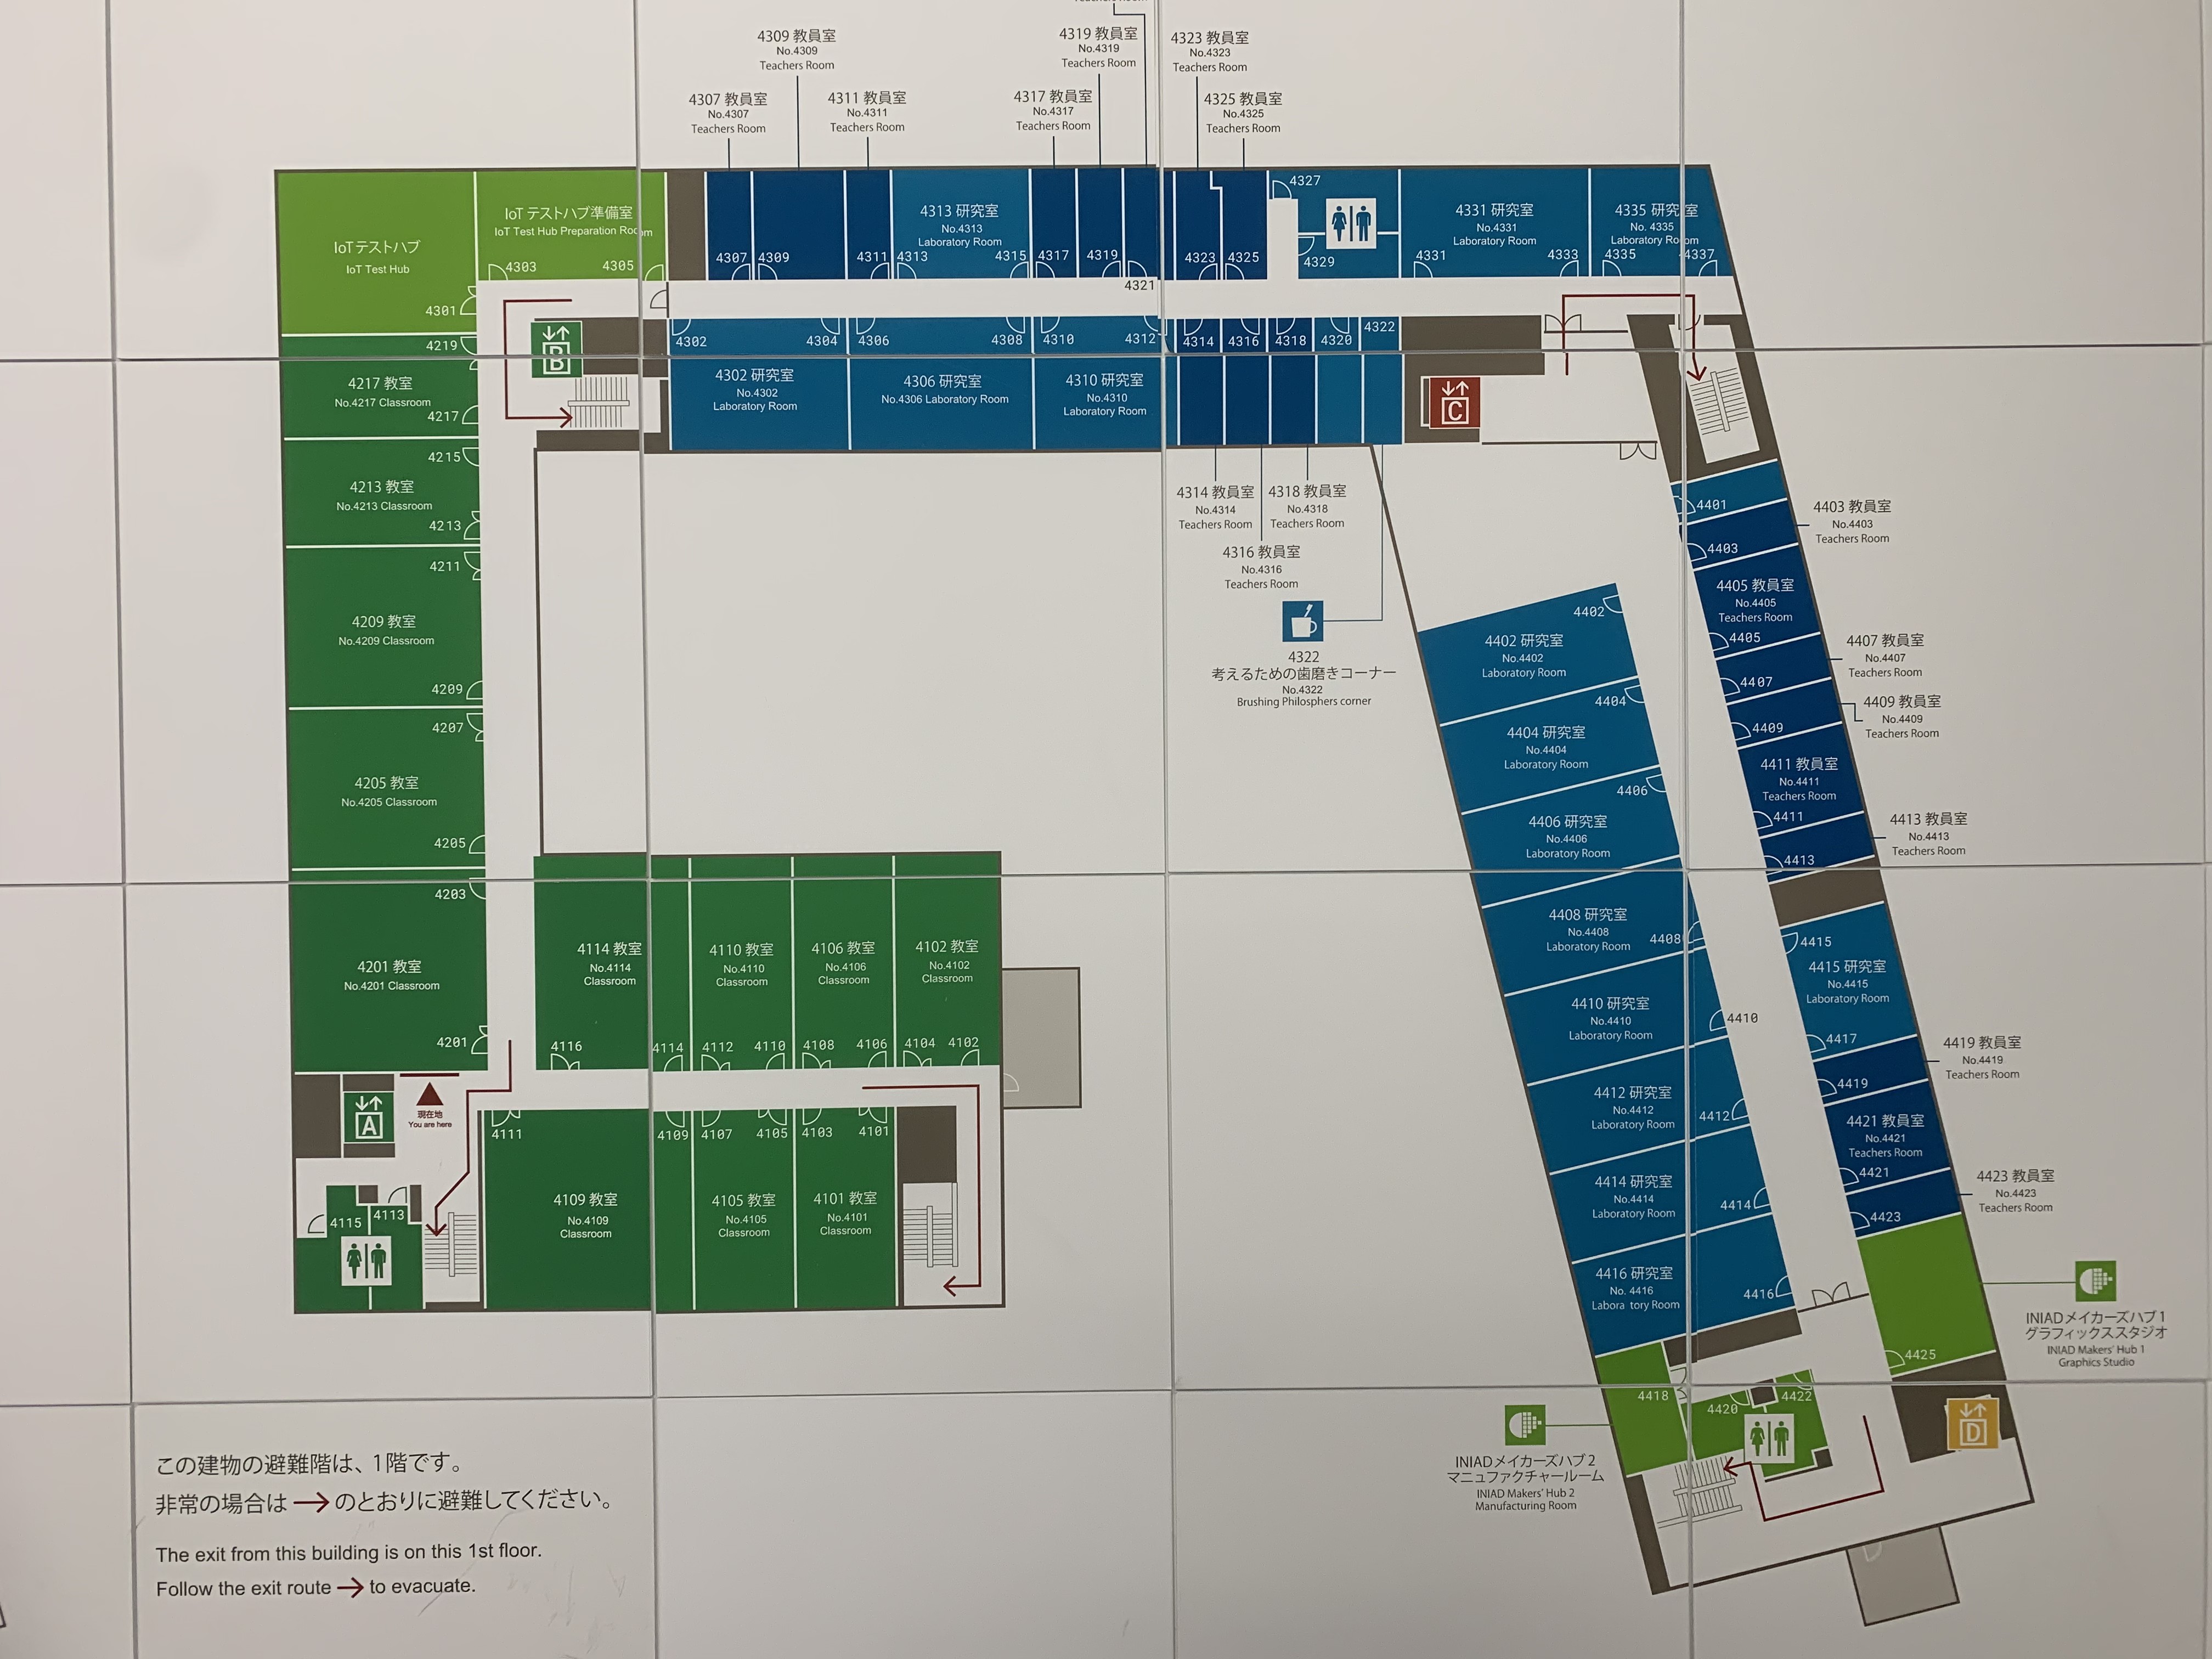 4309 教員室
No.4309
Teachers Room
4319 教員室
No.4319
Teachers Room
4323 教員室
No.4323
Teachers Room
4307 教員室
No.4307
Teachers Room
4311 教員室
No.4311
Teachers Room
4317 教員室
No.4317
Teachers Room
4325 教員室
No.4325
Teachers Room
IoTテストハブ
IoT Test Hub
4301
IoT テストハブ準備室
IoT Test Hub Preparation Room
4303
4305
4307
4309
4311
4313 研究室
No.4313
Laboratory Room
4313
4315
4317
4319
4321
4323
4325
4327
4329
4331 研究室
No.4331
Laboratory Room
4331
4333
4335 研究室
No. 4335
Laboratory Room
4335
4337
B
4302
4304
4306
4308
4310
4312
4314
4316
4318
4320
4322
4302 研究室
No.4302
Laboratory Room
4306 研究室
No.4306 Laboratory Room
4310 研究室
No.4310
Laboratory Room
C
4314 教員室
No.4314
Teachers Room
4318 教員室
No.4318
Teachers Room
4316 教員室
No.4316
Teachers Room
4322
考えるための歯磨きコーナー
No.4322
Brushing Philosphers corner
4219
4217 教室
No.4217 Classroom
4217
4215
4213 教室
No.4213 Classroom
4213
4211
4209 教室
No.4209 Classroom
4209
4207
4205 教室
No.4205 Classroom
4205
4203
4201 教室
No.4201 Classroom
4201
4114 教室
No.4114
Classroom
4116
4114
4110 教室
No.4110
Classroom
4112
4110
4106 教室
No.4106
Classroom
4108
4106
4102 教室
No.4102
Classroom
4104
4102
A
現在地
You are here
4115
4113
4111
4109
4109 教室
No.4109
Classroom
4107
4105
4105 教室
No.4105
Classroom
4103
4101
4101 教室
No.4101
Classroom
4401
4403
4403 教員室
No.4403
Teachers Room
4405 教員室
No.4405
Teachers Room
4405
4407
4407 教員室
No.4407
Teachers Room
4409
4409 教員室
No.4409
Teachers Room
4411 教員室
No.4411
Teachers Room
4411
4413
4413 教員室
No.4413
Teachers Room
4402
4402 研究室
No.4402
Laboratory Room
4404
4404 研究室
No.4404
Laboratory Room
4406
4406 研究室
No.4406
Laboratory Room
4408 研究室
No.4408
Laboratory Room
4408
4410 研究室
No.4410
Laboratory Room
4410
4412 研究室
No.4412
Laboratory Room
4412
4414 研究室
No.4414
Laboratory Room
4414
4416 研究室
No. 4416
Labora tory Room
4416
4415
4415 研究室
No.4415
Laboratory Room
4417
4419
4419 教員室
No.4419
Teachers Room
4421 教員室
No.4421
Teachers Room
4421
4423
4423 教員室
No.4423
Teachers Room
4425
INIADメイカーズハブ1
グラフィックススタジオ
INIAD Makers' Hub 1
Graphics Studio
4418
4420
4422
D
INIADメイカーズハブ2
マニュファクチャールーム
INIAD Makers' Hub 2
Manufacturing Room
この建物の避難階は、1階です。
非常の場合は→のとおりに避難してください。
The exit from this building is on this 1st floor.
Follow the exit route → to evacuate.